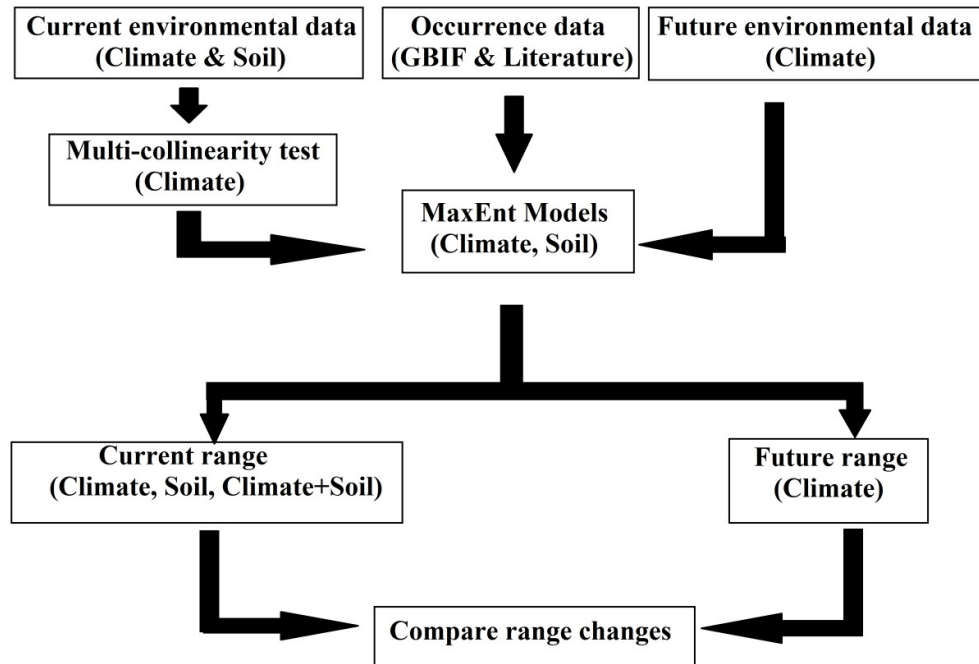 Current environmental data
(Climate & Soil)
Occurrence data
(GBIF & Literature)
Future environmental data
(Climate)
Multi-collinearity test
(Climate)
MaxEnt Models
(Climate, Soil)
Current range
(Climate, Soil, Climate+Soil)
Future range
(Climate)
Compare range changes